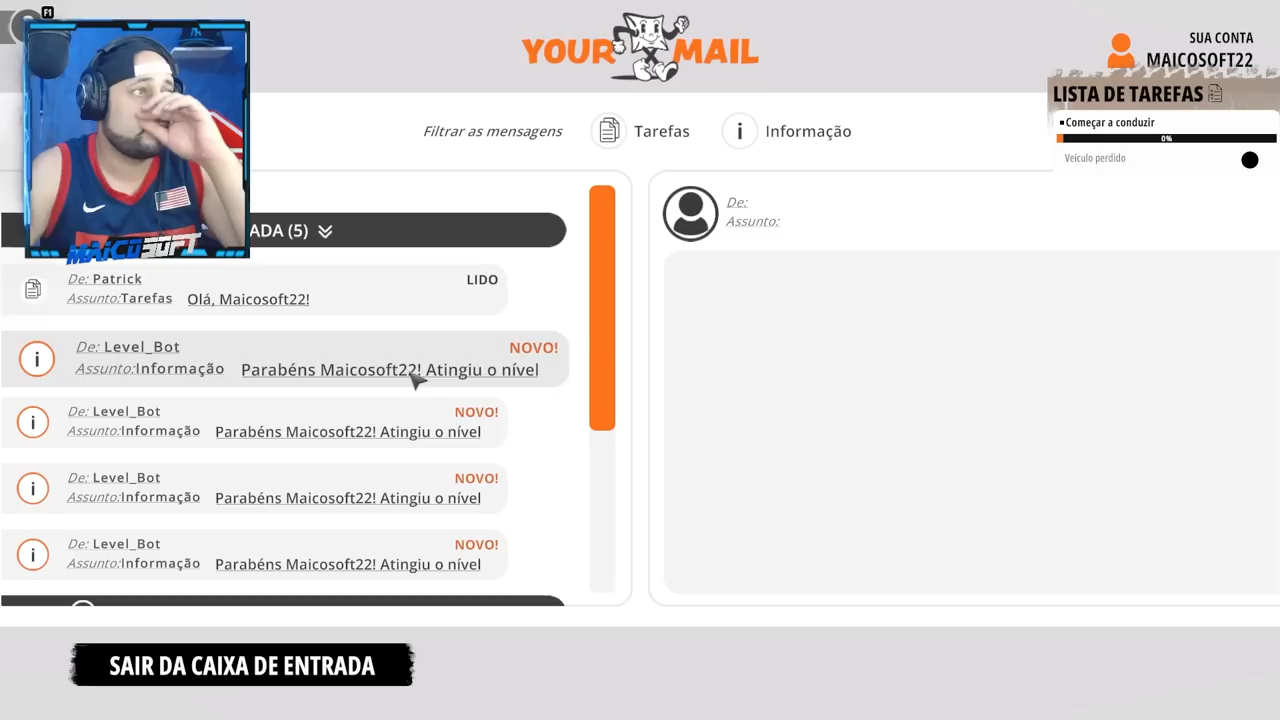 F1
YOUR MAIL
SUA CONTA
MAICOSOFT22
LISTA DE TAREFAS
Começar a conduzir
0%
Veículo perdido
Filtrar as mensagens
Tarefas
i Informação
MAICOSOFT
ADA (5)
De:
Assunto:
De: Patrick
LIDO
Assunto:Tarefas Olá, Maicosoft22!
De: Level_Bot
NOVO!
Assunto:Informação Parabéns Maicosoft22! Atingiu o nível
De: Level_Bot
NOVO!
Assunto:Informação Parabéns Maicosoft22! Atingiu o nível
De: Level_Bot
NOVO!
Assunto:Informação Parabéns Maicosoft22! Atingiu o nível
De: Level_Bot
NOVO!
Assunto:Informação Parabéns Maicosoft22! Atingiu o nível
SAIR DA CAIXA DE ENTRADA